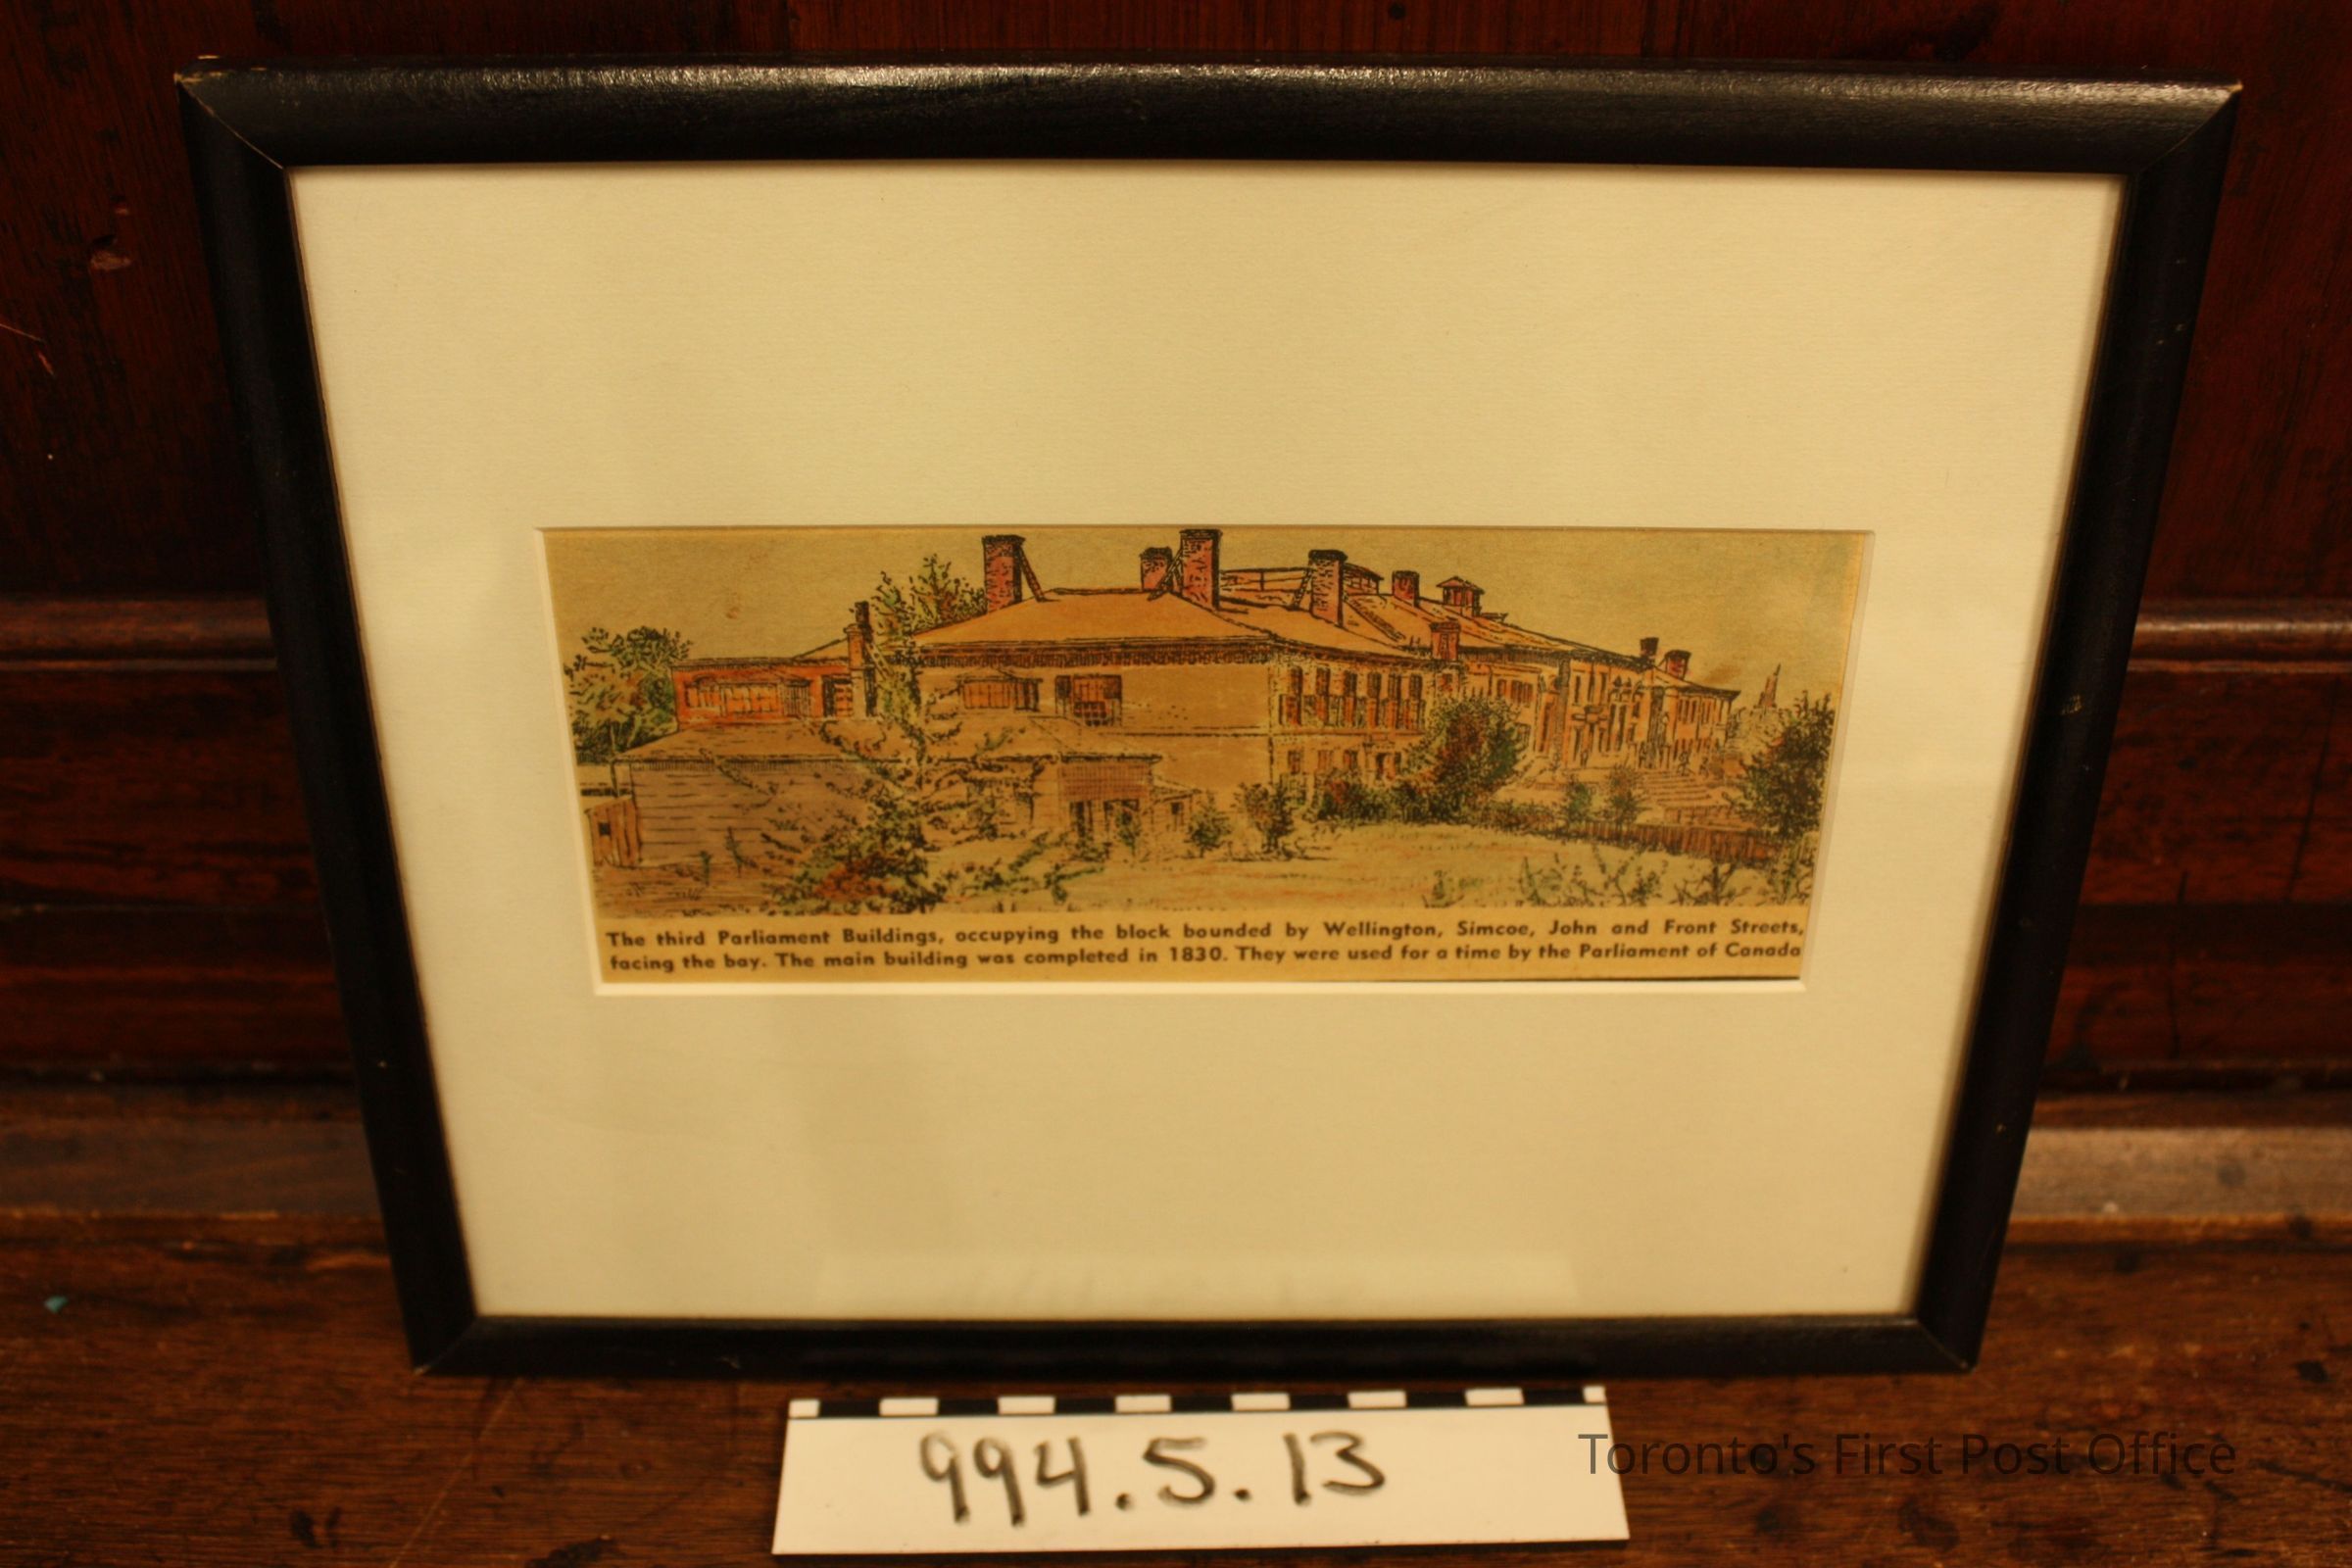 The third Parliament Buildings, occupying the block bounded by Wellington, Simcoe, John and Front Streets,
facing the bay. The main building was completed in 1830. They were used for a time by the Parliament of Canada
994.5.13
Toronto's First Post Office